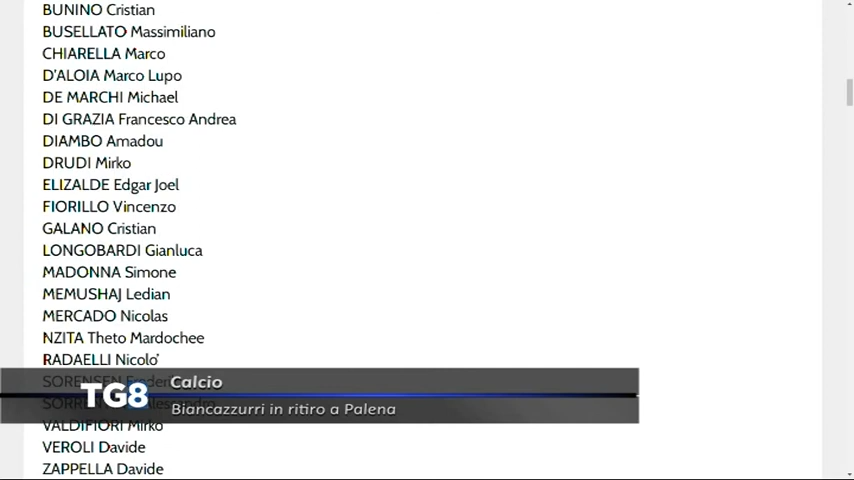 BUNINO Cristian
BUSELLATO Massimiliano
CHIARELLA Marco
D'ALOIA Marco Lupo
DE MARCHI Michael
DI GRAZIA Francesco Andrea
DIAMBO Amadou
DRUDI Mirko
ELIZALDE Edgar Joel
FIORILLO Vincenzo
GALANO Cristian
LONGOBARDI Gianluca
MADONNA Simone
MEMUSHAJ Ledian
MERCADO Nicolas
NZITA Theto Mardochee
RADAELLI Nicolo'
SORENSEN
TG8
Calcio
Biancazzurri in ritiro a Palena
VALDIFIORI Mirko
VEROLI Davide
ZAPPELLA Davide